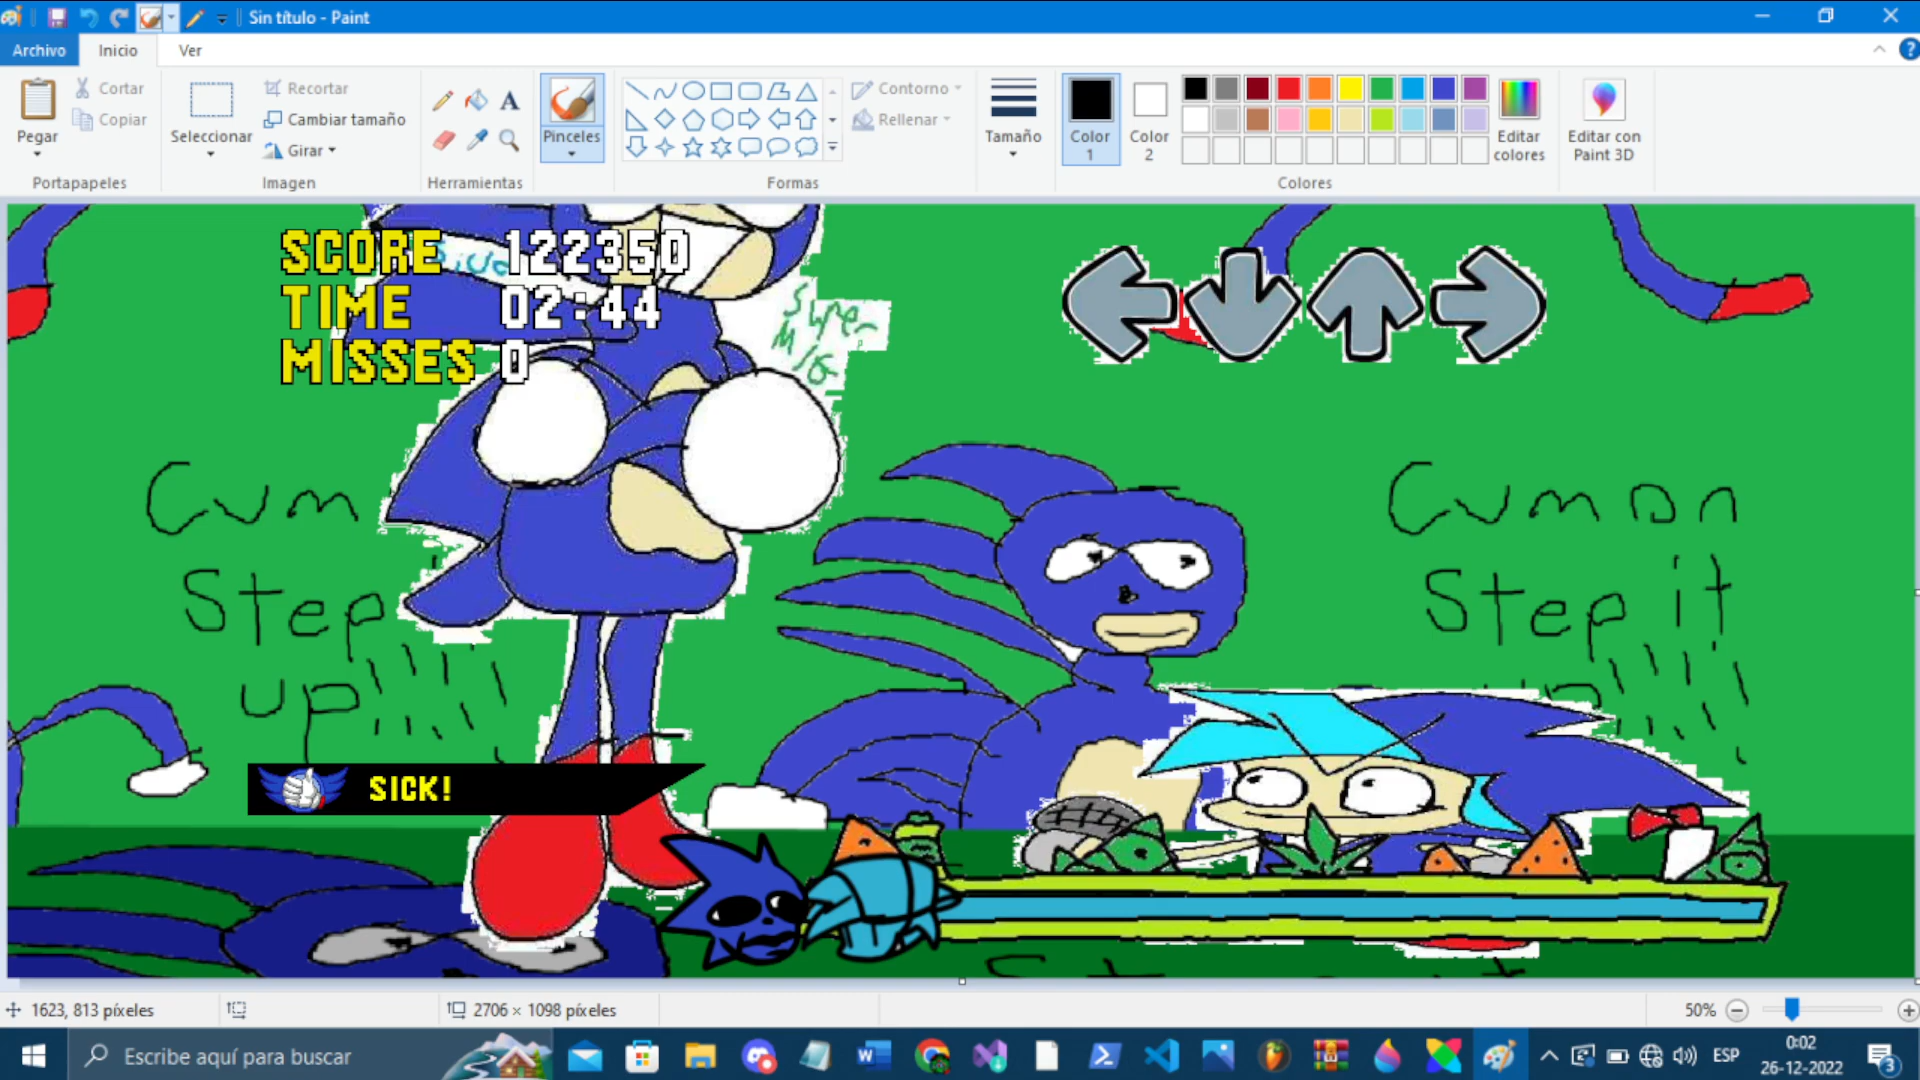 Sin título - Paint
Archivo
Inicio
Ver
Pegar
Cortar
Copiar
Portapapeles
Seleccionar
Recortar
Cambiar tamaño
Girar
Imagen
A
Herramientas
Pinceles
Contorno
Rellenar
Formas
Tamaño
Color 1
Color 2
Editar colores
Editar con Paint 3D
Colores
SCORE 122350
TIME 02:44
MISSES 0
Super
Cum
Step
up!!!!!
Cum on
Step it
SICK!
1623, 813 píxeles
2706 × 1098 píxeles
50%
Escribe aquí para buscar
ESP
0:02
26-12-2022
3